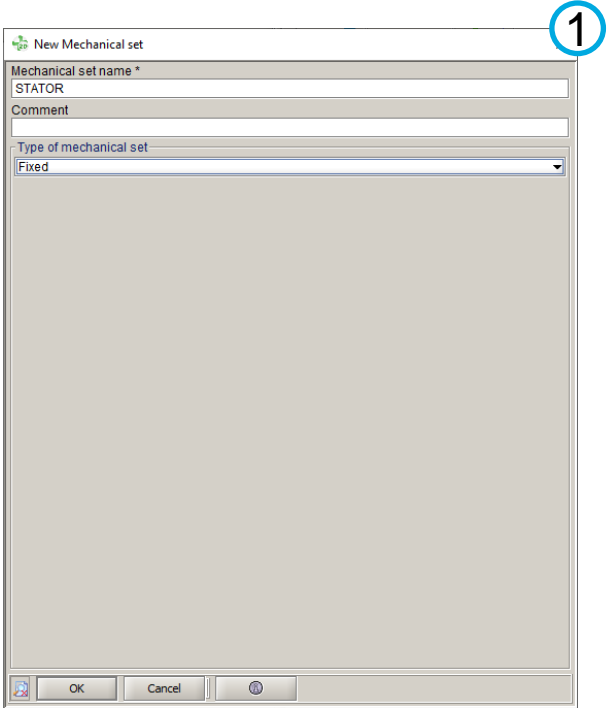 1
New Mechanical set
Mechanical set name *
STATOR
Comment
Type of mechanical set
Fixed
OK Cancel